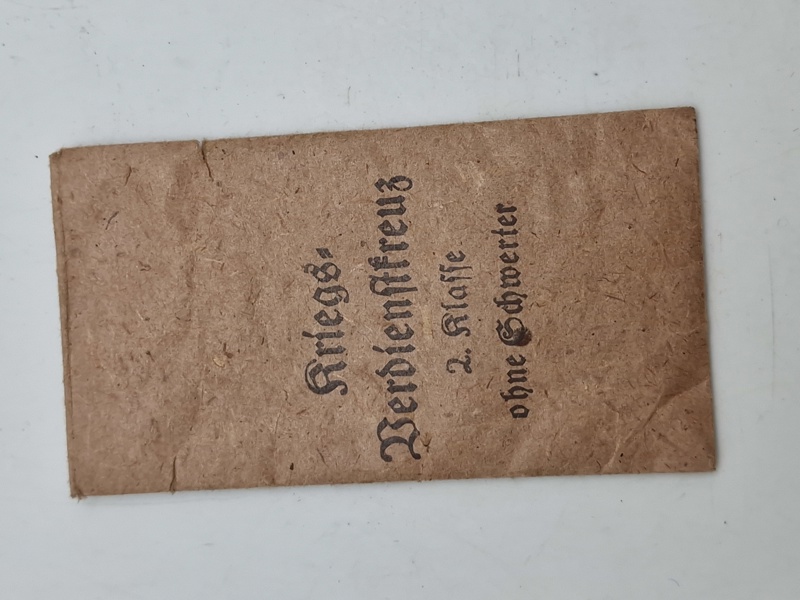 Kriegs-
Verdienstkreuz
2. Klasse
ohne Schwerter